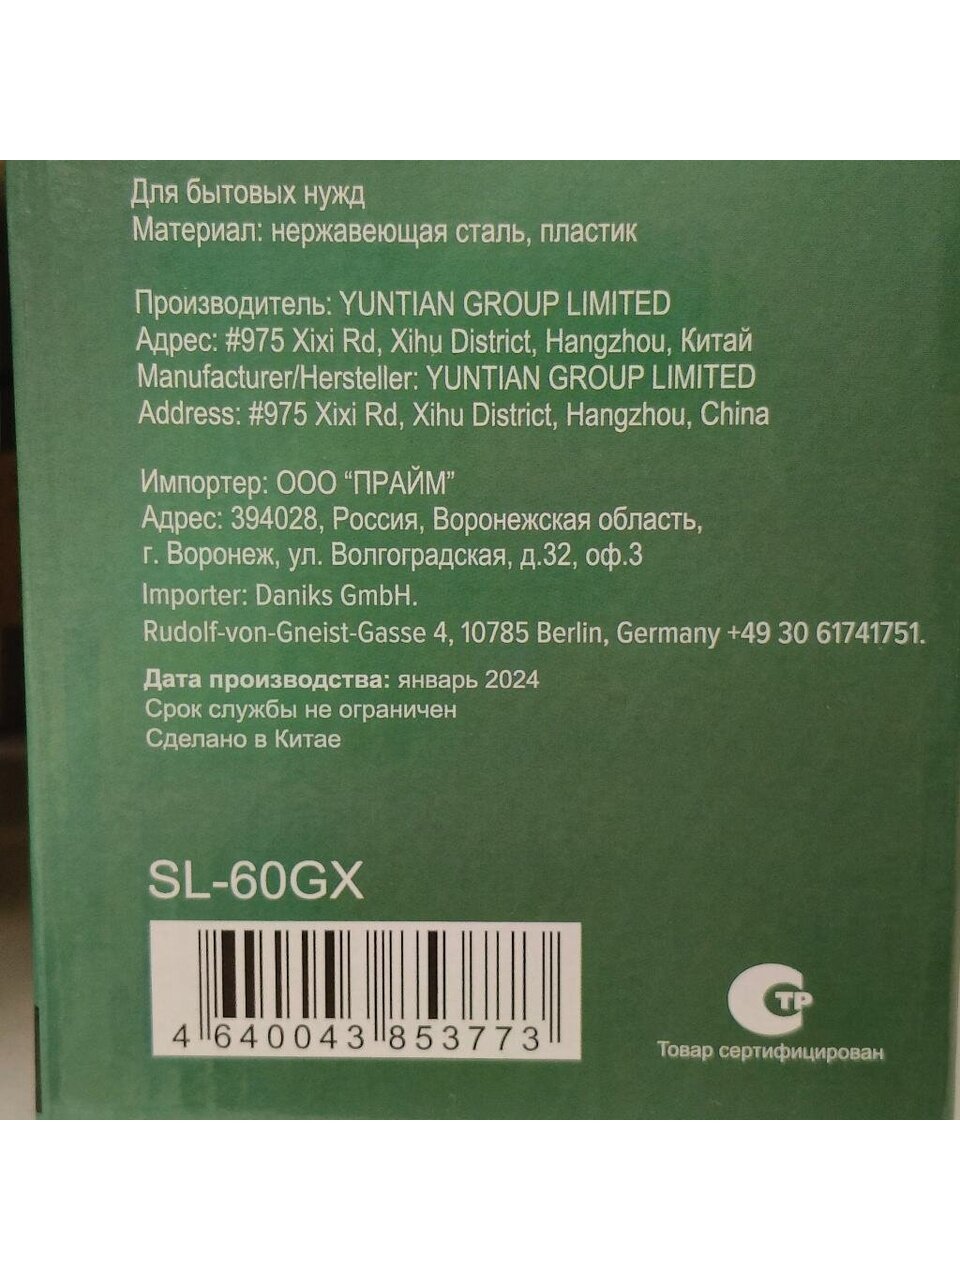 Для бытовых нужд
Материал: нержавеющая сталь, пластик
Производитель: YUNTIAN GROUP LIMITED
Адрес: #975 Xixi Rd, Xihu District, Hangzhou, Китай
Manufacturer/Hersteller: YUNTIAN GROUP LIMITED
Address: #975 Xixi Rd, Xihu District, Hangzhou, China
Импортер: ООО “ПРАЙМ”
Адрес: 394028, Россия, Воронежская область,
г. Воронеж, ул. Волгоградская, д.32, оф.3
Importer: Daniks GmbH.
Rudolf-von-Gneist-Gasse 4, 10785 Berlin, Germany +49 30 61741751.
Дата производства: январь 2024
Срок службы не ограничен
Сделано в Китае
SL-60GX
4 640043 853773
СТР
Товар сертифицирован